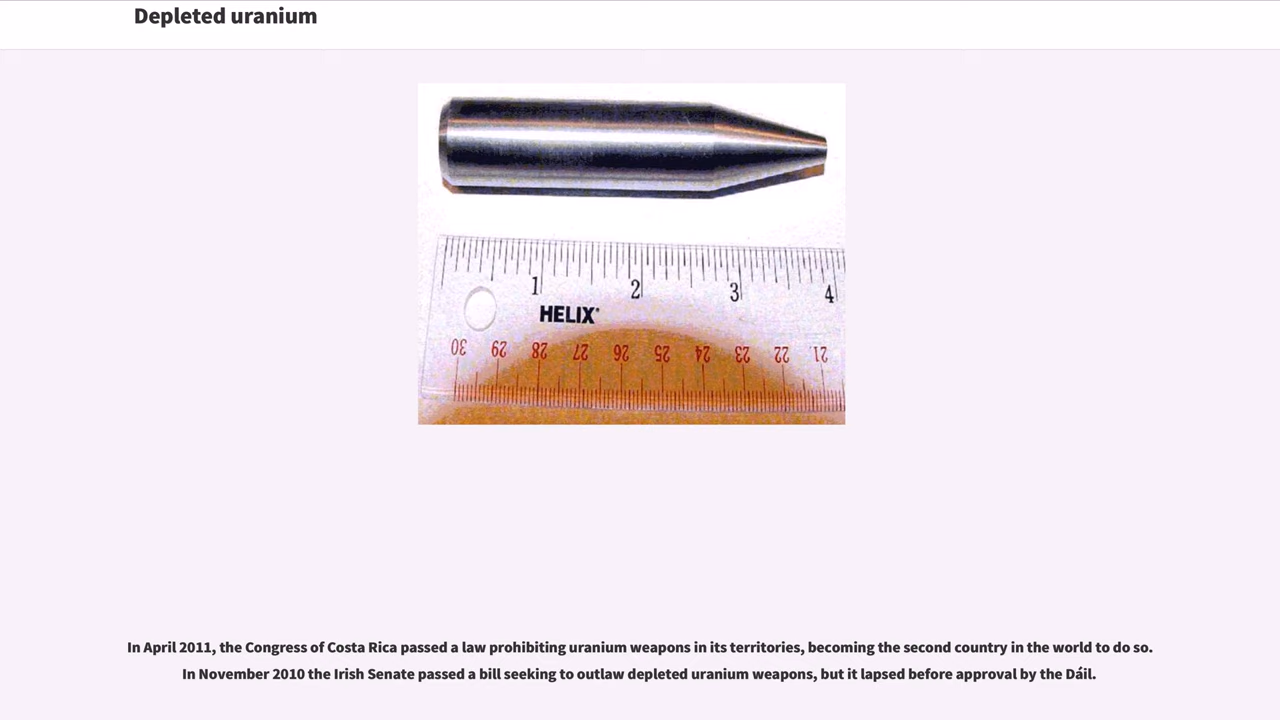 Depleted uranium
1 2 3 4
HELIX®
30 29 28 27 26 25 24 23 22 21
In April 2011, the Congress of Costa Rica passed a law prohibiting uranium weapons in its territories, becoming the second country in the world to do so.
In November 2010 the Irish Senate passed a bill seeking to outlaw depleted uranium weapons, but it lapsed before approval by the Dáil.